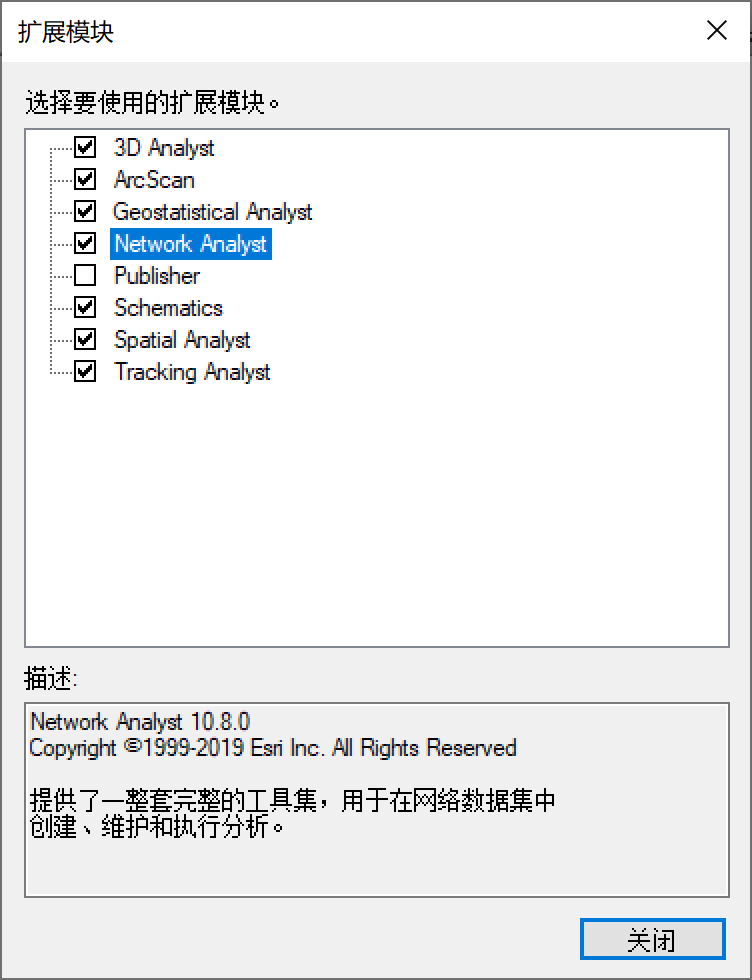 扩展模块
选择要使用的扩展模块。
3D Analyst
ArcScan
Geostatistical Analyst
Network Analyst
Publisher
Schematics
Spatial Analyst
Tracking Analyst
描述:
Network Analyst 10.8.0
Copyright ©1999-2019 Esri Inc. All Rights Reserved
提供了一整套完整的工具集，用于在网络数据集中
创建、维护和执行分析。
关闭